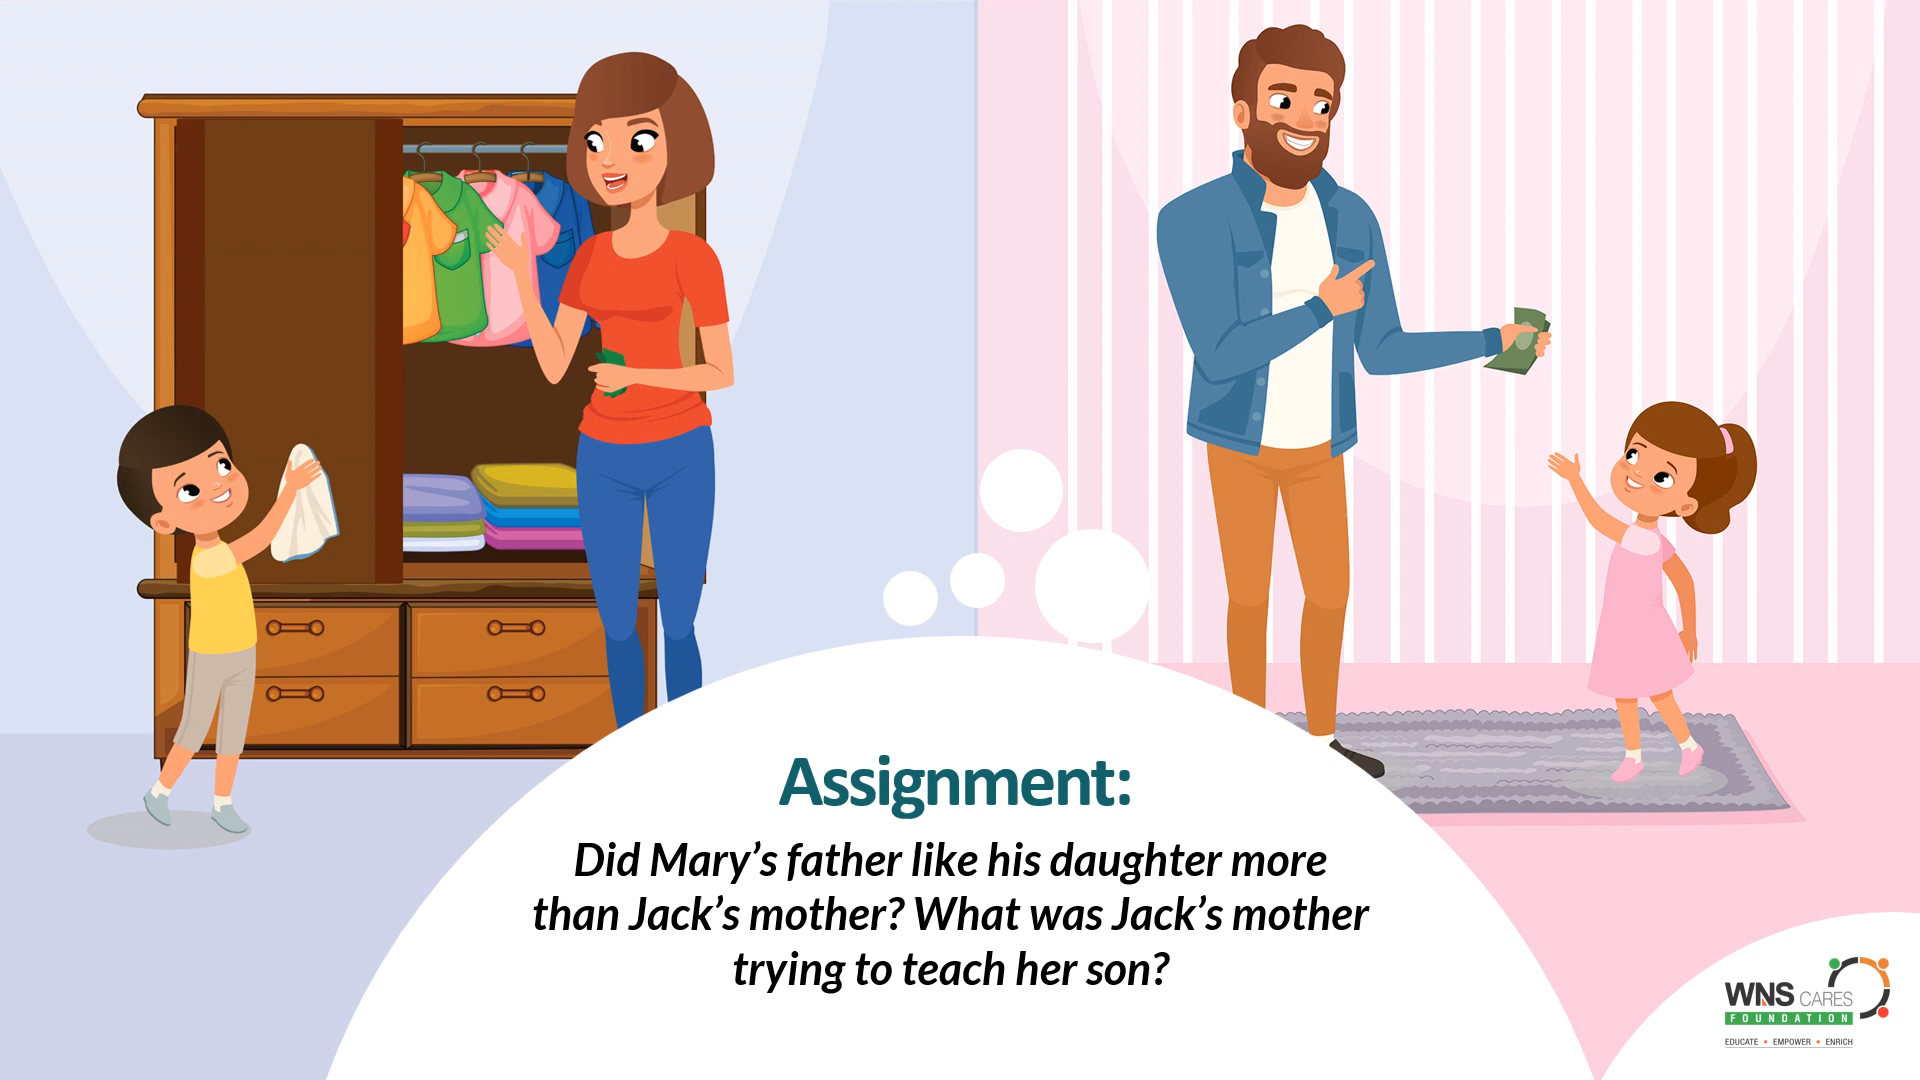 Assignment:
Did Mary’s father like his daughter more
than Jack’s mother? What was Jack’s mother
trying to teach her son?
WNS CARES
FOUNDATION
EDUCATE • EMPOWER • ENRICH